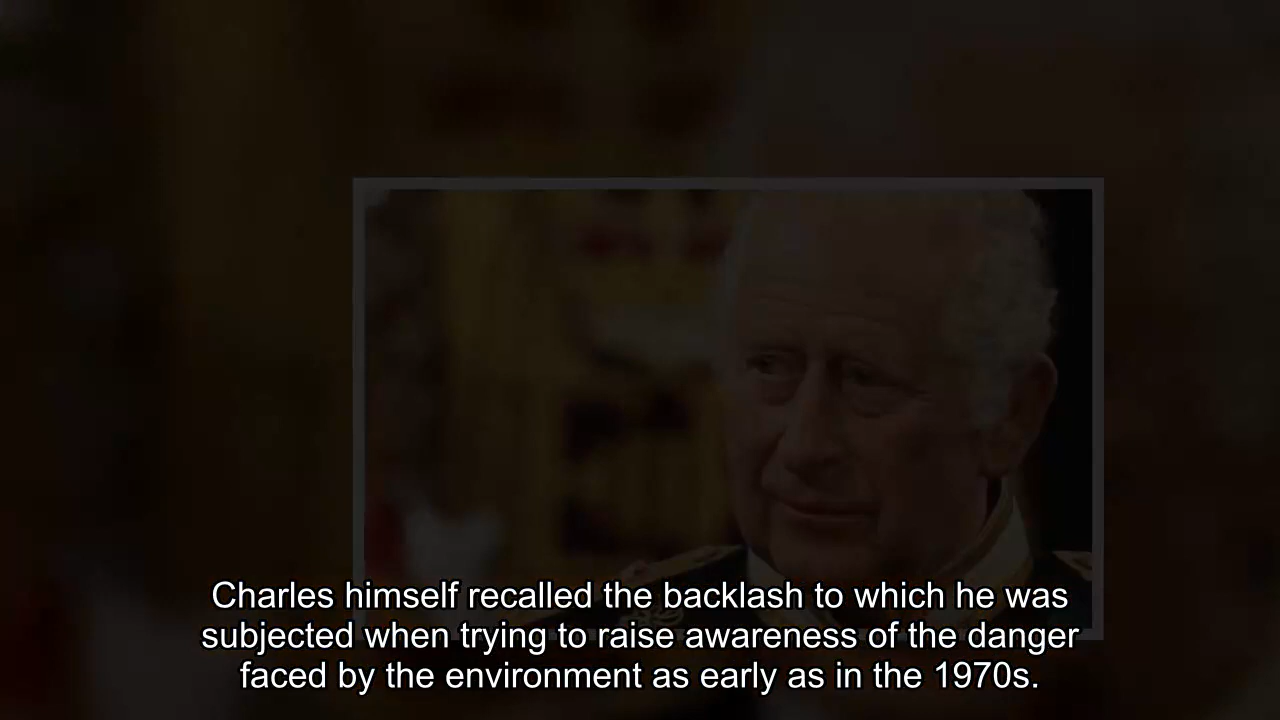 Charles himself recalled the backlash to which he was
subjected when trying to raise awareness of the danger
faced by the environment as early as in the 1970s.